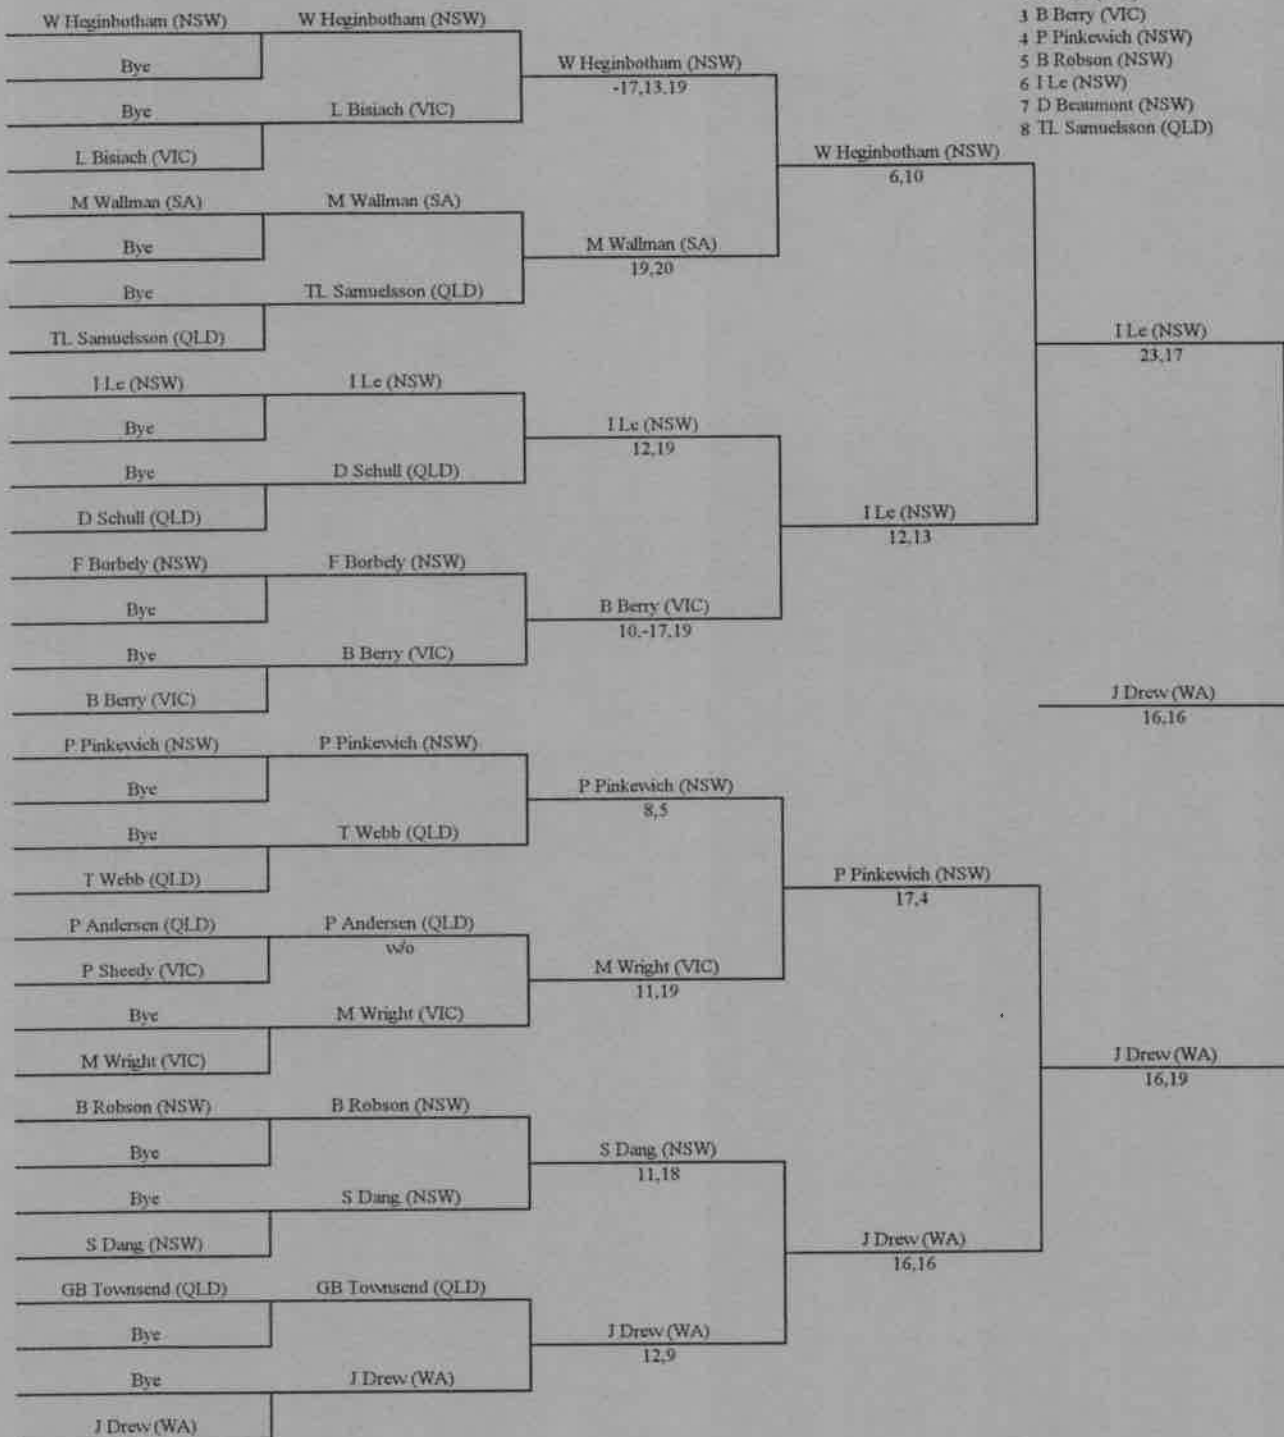 3 B Berry (VIC)
4 P Pinkewich (NSW)
5 B Robson (NSW)
6 I Le (NSW)
7 D Beaumont (NSW)
8 TL Samuelsson (QLD)
W Heginbotham (NSW)
Bye
Bye
L Bisiach (VIC)
M Wallman (SA)
Bye
Bye
TL Samuelsson (QLD)
I Le (NSW)
Bye
Bye
D Schull (QLD)
F Borbely (NSW)
Bye
Bye
B Berry (VIC)
P Pinkewich (NSW)
Bye
Bye
T Webb (QLD)
P Andersen (QLD)
P Sheedy (VIC)
Bye
M Wright (VIC)
B Robson (NSW)
Bye
Bye
S Dang (NSW)
GB Townsend (QLD)
Bye
Bye
J Drew (WA)
W Heginbotham (NSW)
L Bisiach (VIC)
M Wallman (SA)
TL Samuelsson (QLD)
I Le (NSW)
D Schull (QLD)
F Borbely (NSW)
B Berry (VIC)
P Pinkewich (NSW)
T Webb (QLD)
P Andersen (QLD)
w/o
M Wright (VIC)
B Robson (NSW)
S Dang (NSW)
GB Townsend (QLD)
J Drew (WA)
W Heginbotham (NSW)
-17,13,19
M Wallman (SA)
19,20
I Le (NSW)
12,19
B Berry (VIC)
10,-17,19
P Pinkewich (NSW)
8,5
M Wright (VIC)
11,19
S Dang (NSW)
11,18
J Drew (WA)
12,9
W Heginbotham (NSW)
6,10
I Le (NSW)
12,13
P Pinkewich (NSW)
17,4
J Drew (WA)
16,16
I Le (NSW)
23,17
J Drew (WA)
16,16
J Drew (WA)
16,19